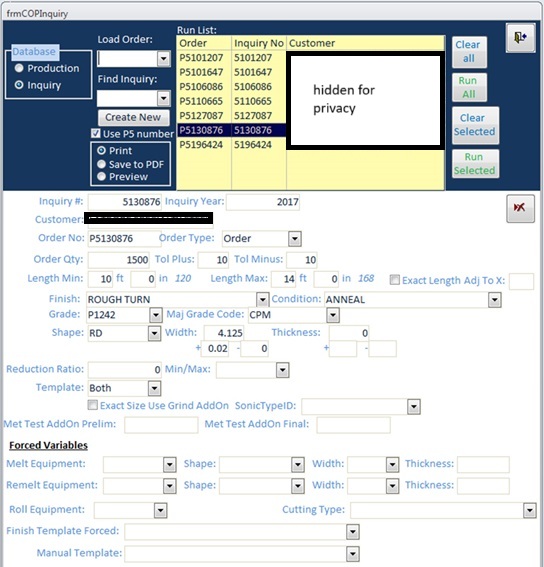 frmCOPInquiry
Load Order:
Run List:
Order Inquiry No Customer
Database
Production
Inquiry
Find Inquiry:
Create New
Use P5 number
Print
Save to PDF
Preview
P5101207 5101207
P5101647 5101647
P5106086 5106086
P5110665 5110665
P5127087 5127087
P5130876 5130876
P5196424 5196424
hidden for
privacy
Clear
all
Run
All
Clear
Selected
Run
Selected
Inquiry #: 5130876 Inquiry Year: 2017
Customer:
Order No: P5130876 Order Type: Order
Order Qty: 1500 Tol Plus: 10 Tol Minus: 10
Length Min: 10 ft 0 in 120 Length Max: 14 ft 0 in 168 Exact Length Adj To X:
Finish: ROUGH TURN Condition: ANNEAL
Grade: P1242 Maj Grade Code: CPM
Shape: RD Width: 4.125 Thickness: 0
+ 0.02 - 0 + -
Reduction Ratio: 0 Min/Max:
Template: Both
Exact Size Use Grind AddOn SonicTypeID:
Met Test AddOn Prelim: Met Test AddOn Final:
Forced Variables
Melt Equipment: Shape: Width: Thickness:
Remelt Equipment: Shape: Width: Thickness:
Roll Equipment: Cutting Type:
Finish Template Forced:
Manual Template: